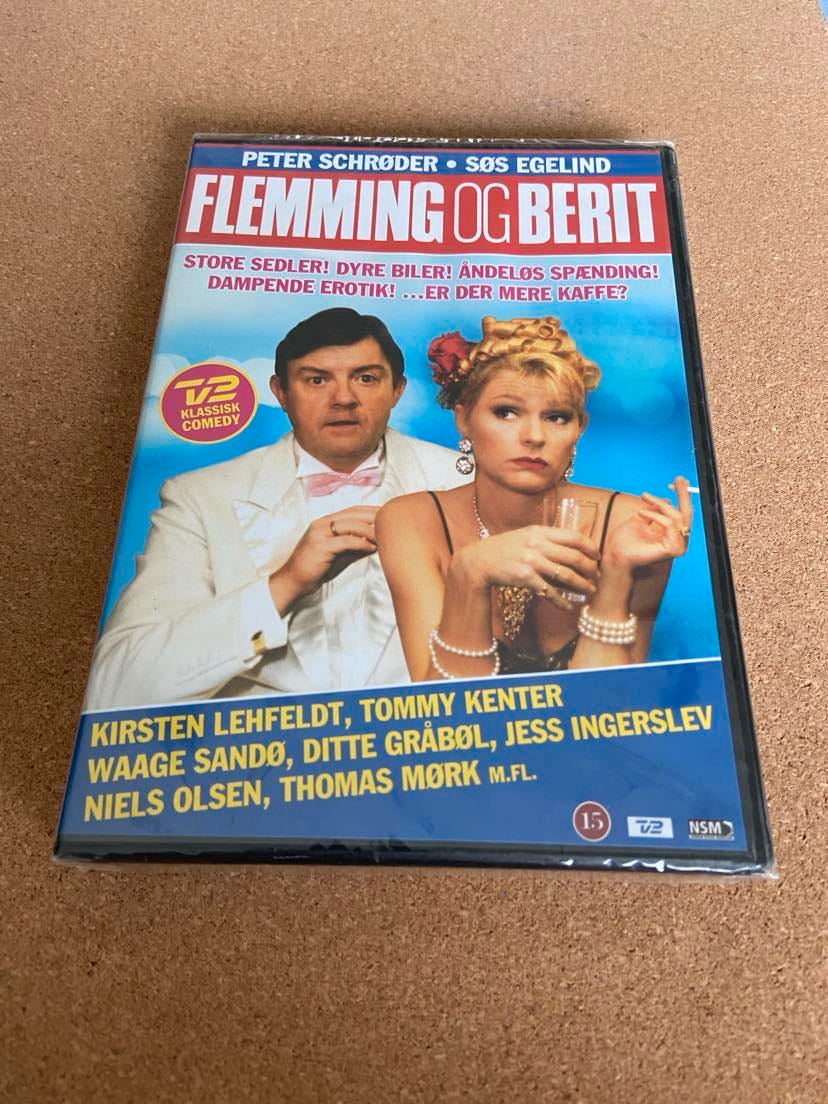 PETER SCHRØDER • SØS EGELIND
FLEMMING OG BERIT
STORE SEDLER! DYRE BILER! ÅNDELØS SPÆNDING!
DAMPENDE EROTIK! ...ER DER MERE KAFFE?
TV2
KLASSISK
COMEDY
KIRSTEN LEHFELDT, TOMMY KENTER
WAAGE SANDØ, DITTE GRÅBØL, JESS INGERSLEV
NIELS OLSEN, THOMAS MØRK M.FL.
15 TV2 NSM